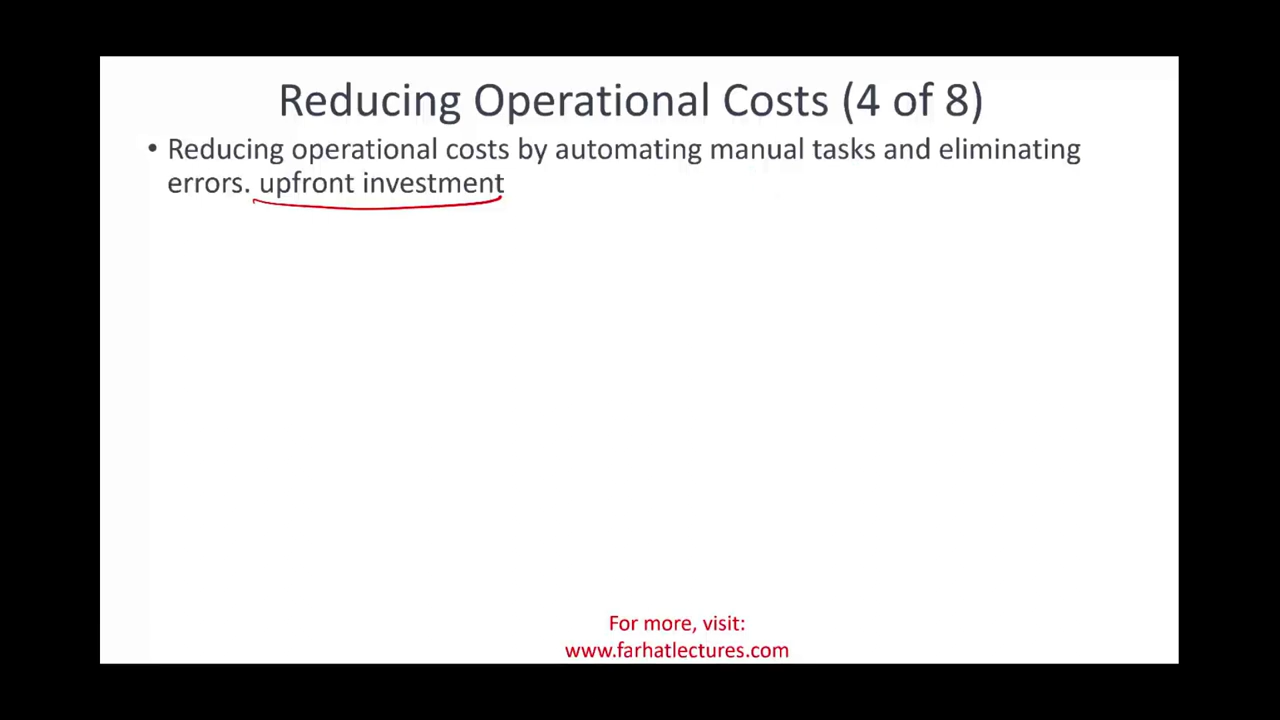 Reducing Operational Costs (4 of 8)
• Reducing operational costs by automating manual tasks and eliminating
errors. upfront investment
For more, visit:
www.farhatlectures.com